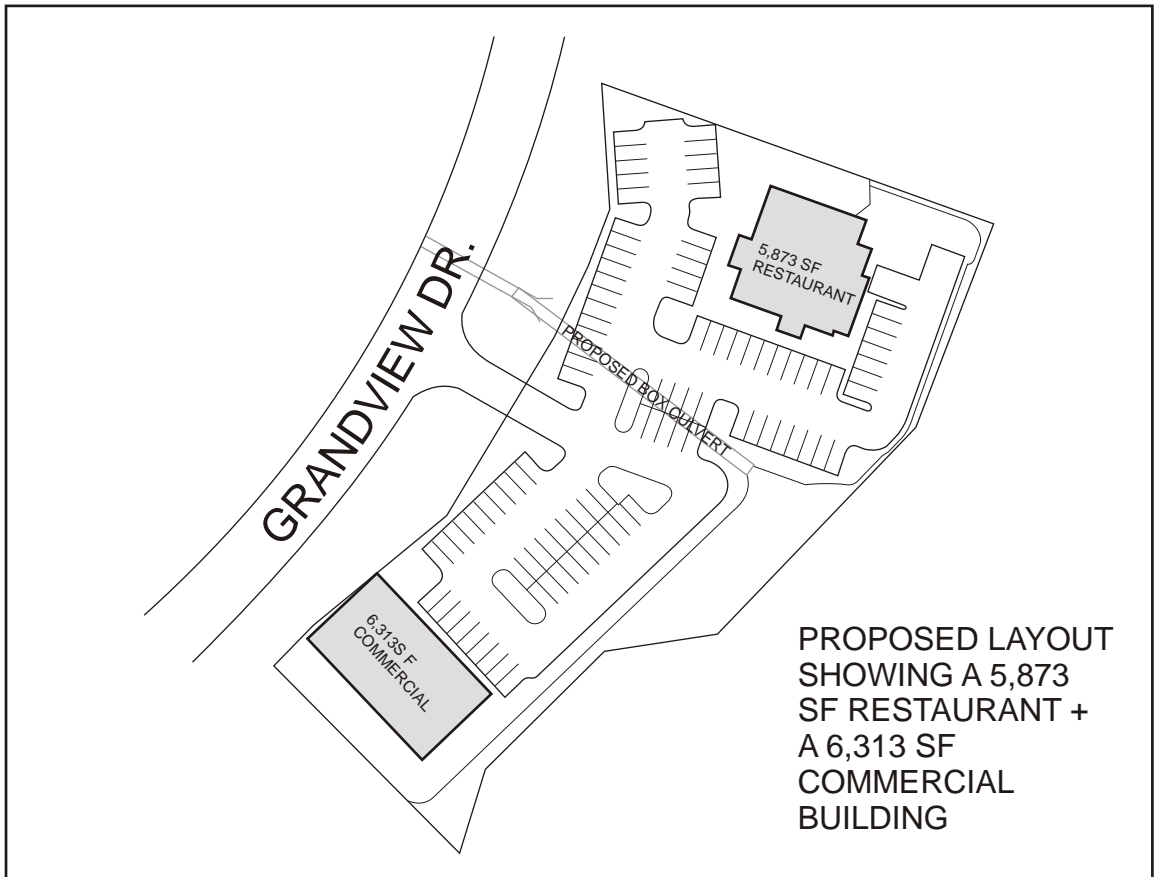 GRANDVIEW DR.
5,873 SF
RESTAURANT
PROPOSED BOX CULVERT
6,313S F
COMMERCIAL
PROPOSED LAYOUT
SHOWING A 5,873
SF RESTAURANT +
A 6,313 SF
COMMERCIAL
BUILDING